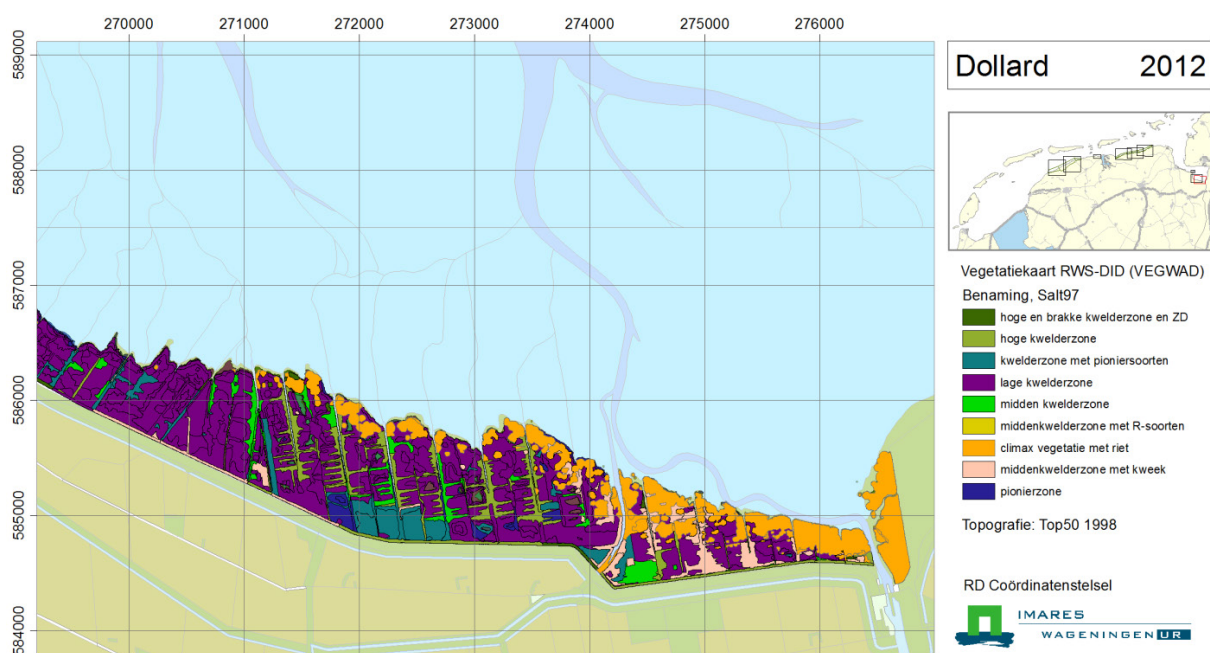 270000 271000 272000 273000 274000 275000 276000
589000
588000
587000
586000
585000
584000
Dollard 2012
Vegetatiekaart RWS-DID (VEGWAD)
Benaming, Salt97
hoge en brakke kwelderzone en ZD
hoge kwelderzone
kwelderzone met pioniersoorten
lage kwelderzone
midden kwelderzone
middenkwelderzone met R-soorten
climax vegetatie met riet
middenkwelderzone met kweek
pionierzone
Topografie: Top50 1998
RD Coördinatenstelsel
IMARES
WAGENINGEN UR